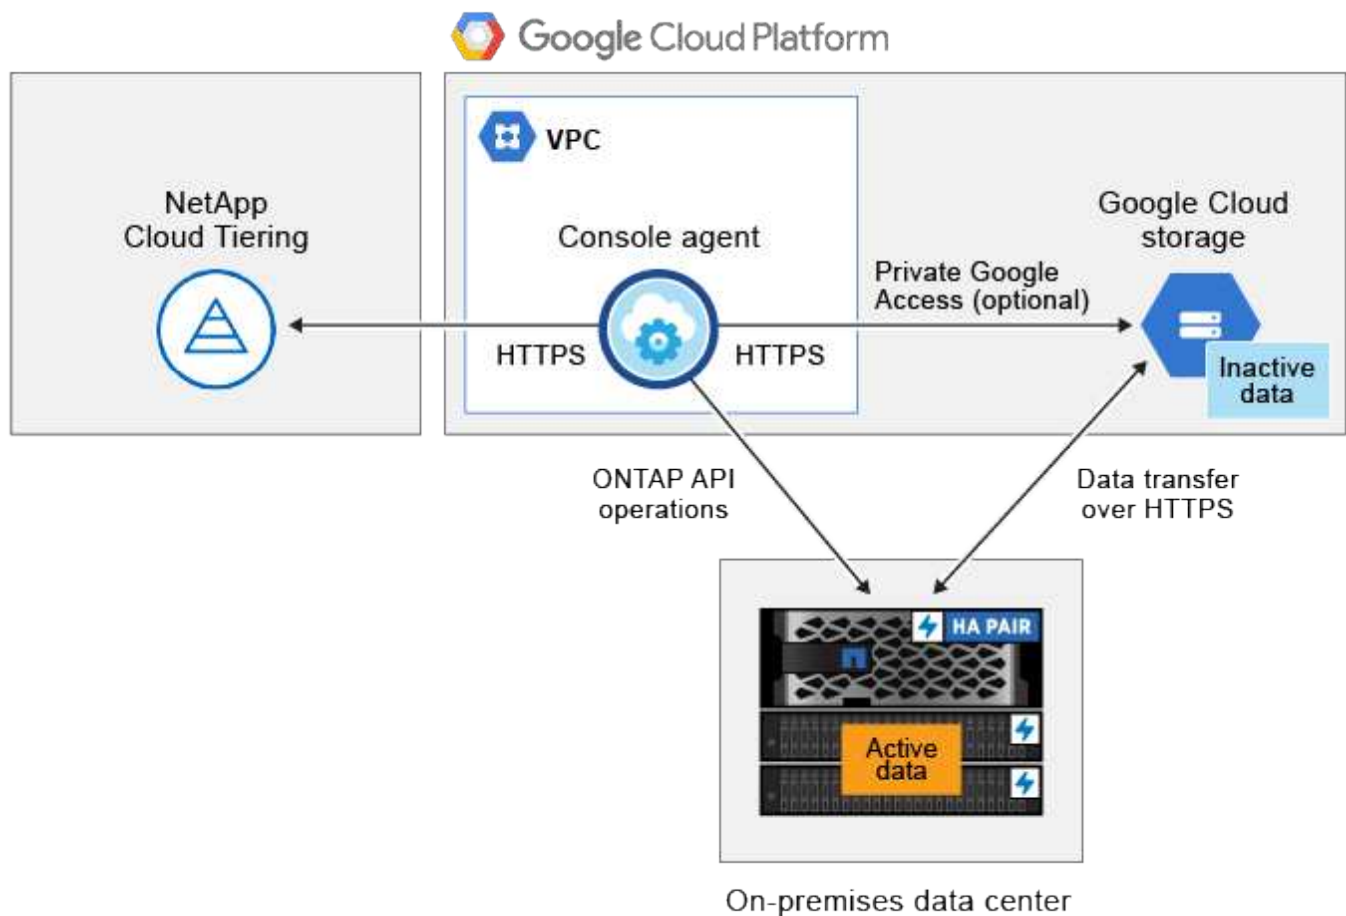 Google Cloud Platform
VPC
NetApp
Cloud Tiering
Console agent
Google Cloud
storage
Private Google
Access (optional)
HTTPS
HTTPS
Inactive
data
ONTAP API
operations
Data transfer
over HTTPS
HA PAIR
Active
data
On-premises data center